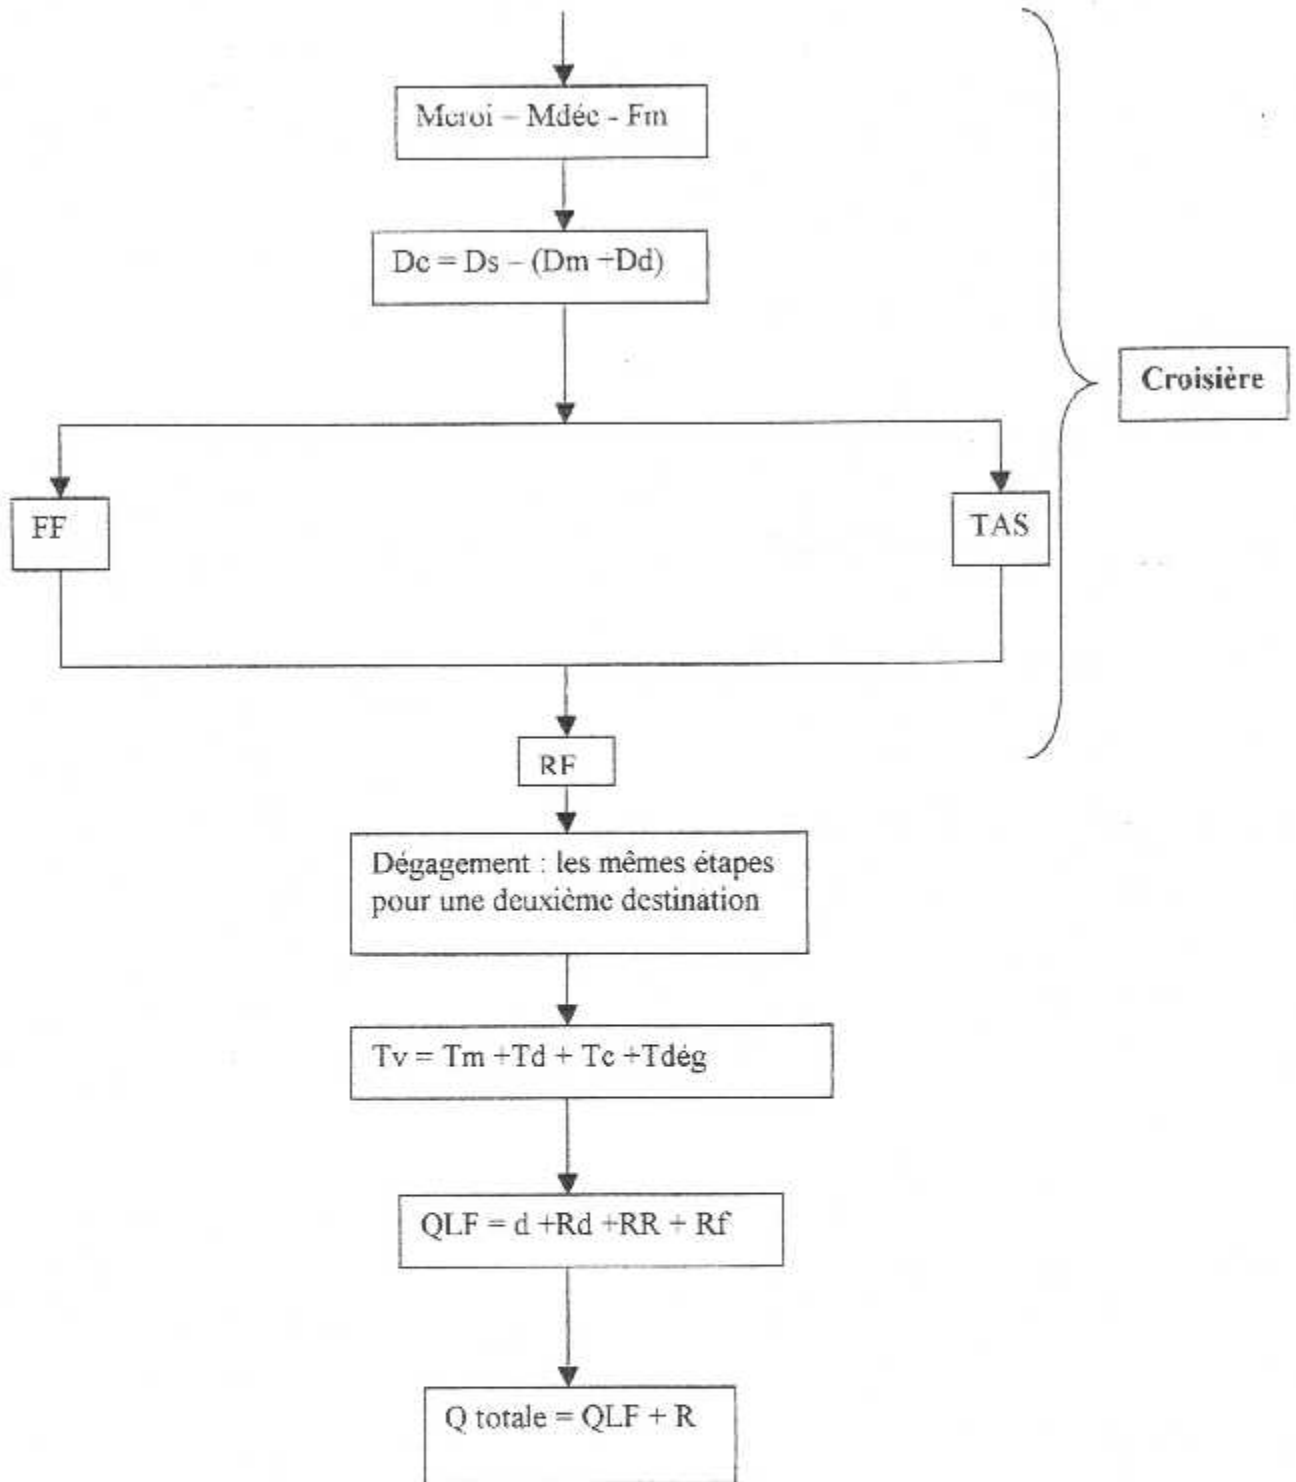 Mcroi – Mdéc - Fm
Dc = Ds – (Dm +Dd)
Croisière
FF
TAS
RF
Dégagement : les mêmes étapes
pour une deuxième destination
Tv = Tm +Td + Tc +Tdég
QLF = d +Rd +RR + Rf
Q totale = QLF + R